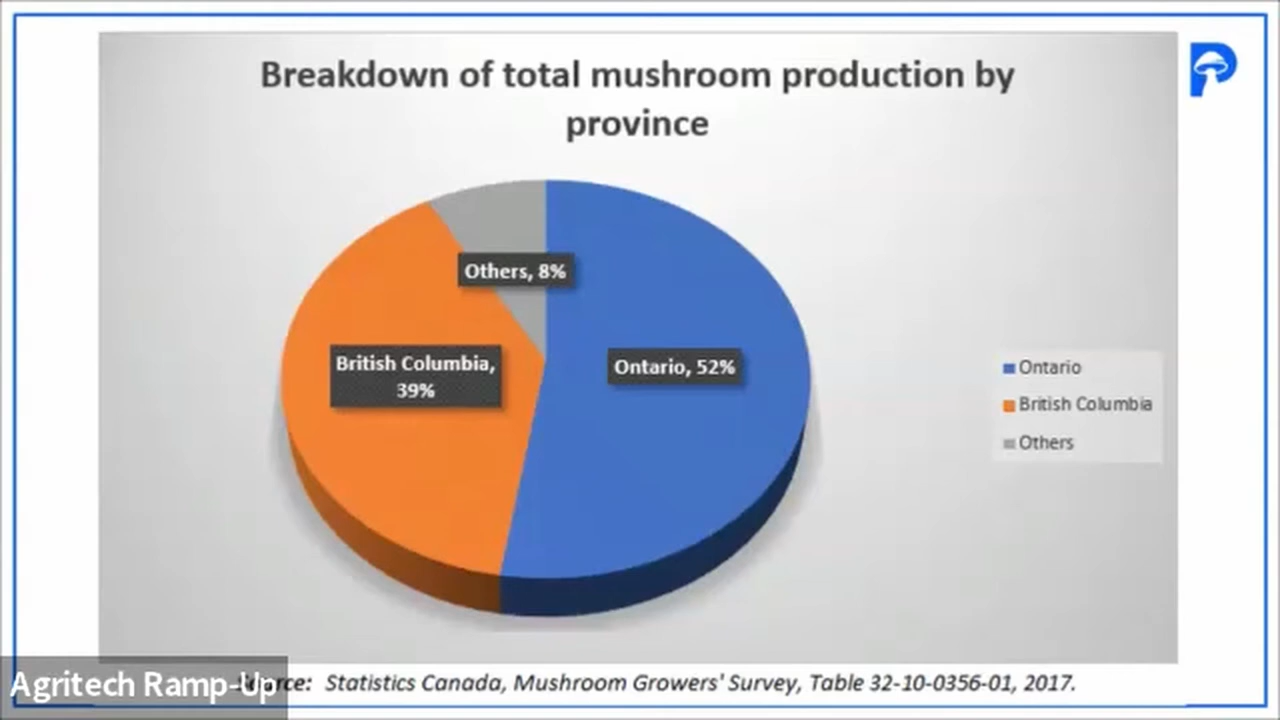 Breakdown of total mushroom production by
province
Others, 8%
British Columbia,
39%
Ontario, 52%
Ontario
British Columbia
Others
Agritech Ramp-Up
Statistics Canada, Mushroom Growers' Survey, Table 32-10-0356-01, 2017.